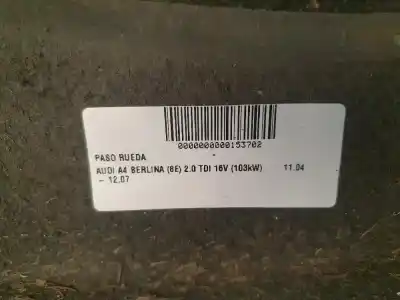 0000000000153702
PASO RUEDA
AUDI A4 BERLINA (8E) 2.0 TDI 16V (103kW) 11.04
- 12.07